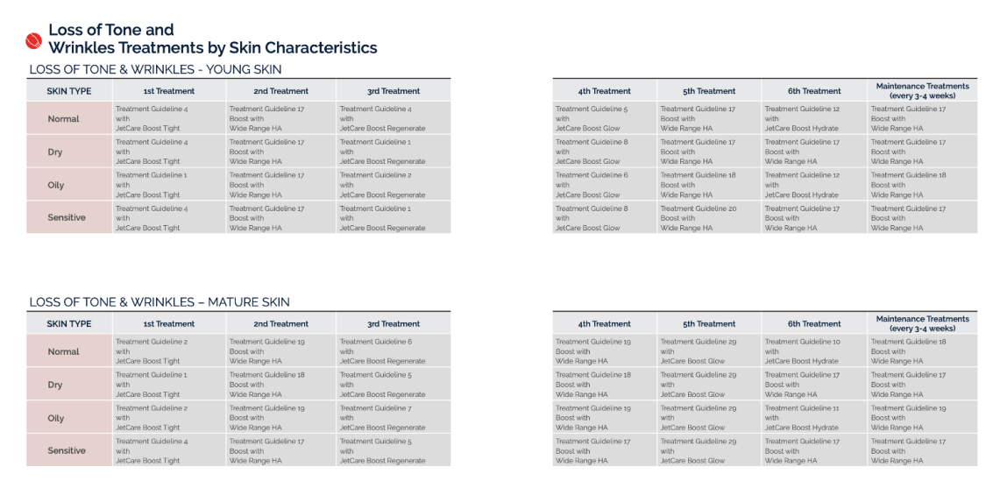 Loss of Tone and
Wrinkles Treatments by Skin Characteristics
LOSS OF TONE & WRINKLES - YOUNG SKIN
SKIN TYPE 1st Treatment 2nd Treatment 3rd Treatment 4th Treatment 5th Treatment 6th Treatment Maintenance Treatments
(every 3-4 weeks)
Treatment Guideline 4 Treatment Guideline 17 Treatment Guideline 4 Treatment Guideline 5 Treatment Guideline 17 Treatment Guideline 12 Treatment Guideline 17
Normal with Boost with with with Boost with with Boost with
JetCare Boost Tight Wide Range HA JetCare Boost Regenerate JetCare Boost Glow Wide Range HA JetCare Boost Hydrate Wide Range HA
Treatment Guideline 4 Treatment Guideline 17 Treatment Guideline 1 Treatment Guideline 8 Treatment Guideline 17 Treatment Guideline 17 Treatment Guideline 17
Dry with Boost with with with Boost with Boost with Boost with
JetCare Boost Tight Wide Range HA JetCare Boost Regenerate JetCare Boost Glow Wide Range HA Wide Range HA Wide Range HA
Treatment Guideline 1 Treatment Guideline 17 Treatment Guideline 2 Treatment Guideline 6 Treatment Guideline 18 Treatment Guideline 12 Treatment Guideline 18
Oily with Boost with with with Boost with with Boost with
JetCare Boost Tight Wide Range HA JetCare Boost Regenerate JetCare Boost Glow Wide Range HA JetCare Boost Hydrate Wide Range HA
Treatment Guideline 4 Treatment Guideline 17 Treatment Guideline 1 Treatment Guideline 8 Treatment Guideline 20 Treatment Guideline 17 Treatment Guideline 17
Sensitive with Boost with with with Boost with Boost with Boost with
JetCare Boost Tight Wide Range HA JetCare Boost Regenerate JetCare Boost Glow Wide Range HA Wide Range HA Wide Range HA
LOSS OF TONE & WRINKLES – MATURE SKIN
SKIN TYPE 1st Treatment 2nd Treatment 3rd Treatment 4th Treatment 5th Treatment 6th Treatment Maintenance Treatments
(every 3-4 weeks)
Treatment Guideline 2 Treatment Guideline 19 Treatment Guideline 6 Treatment Guideline 19 Treatment Guideline 29 Treatment Guideline 10 Treatment Guideline 18
Normal with Boost with with Boost with with with Boost with
JetCare Boost Tight Wide Range HA JetCare Boost Regenerate Wide Range HA JetCare Boost Glow JetCare Boost Hydrate Wide Range HA
Treatment Guideline 1 Treatment Guideline 18 Treatment Guideline 5 Treatment Guideline 18 Treatment Guideline 29 Treatment Guideline 17 Treatment Guideline 17
Dry with Boost with with Boost with with Boost with Boost with
JetCare Boost Tight Wide Range HA JetCare Boost Regenerate Wide Range HA JetCare Boost Glow Wide Range HA Wide Range HA
Treatment Guideline 2 Treatment Guideline 19 Treatment Guideline 7 Treatment Guideline 19 Treatment Guideline 29 Treatment Guideline 11 Treatment Guideline 19
Oily with Boost with with Boost with with with Boost with
JetCare Boost Tight Wide Range HA JetCare Boost Regenerate Wide Range HA JetCare Boost Glow JetCare Boost Hydrate Wide Range HA
Treatment Guideline 4 Treatment Guideline 17 Treatment Guideline 5 Treatment Guideline 17 Treatment Guideline 29 Treatment Guideline 17 Treatment Guideline 17
Sensitive with Boost with with Boost with with Boost with Boost with
JetCare Boost Tight Wide Range HA JetCare Boost Regenerate Wide Range HA JetCare Boost Glow Wide Range HA Wide Range HA